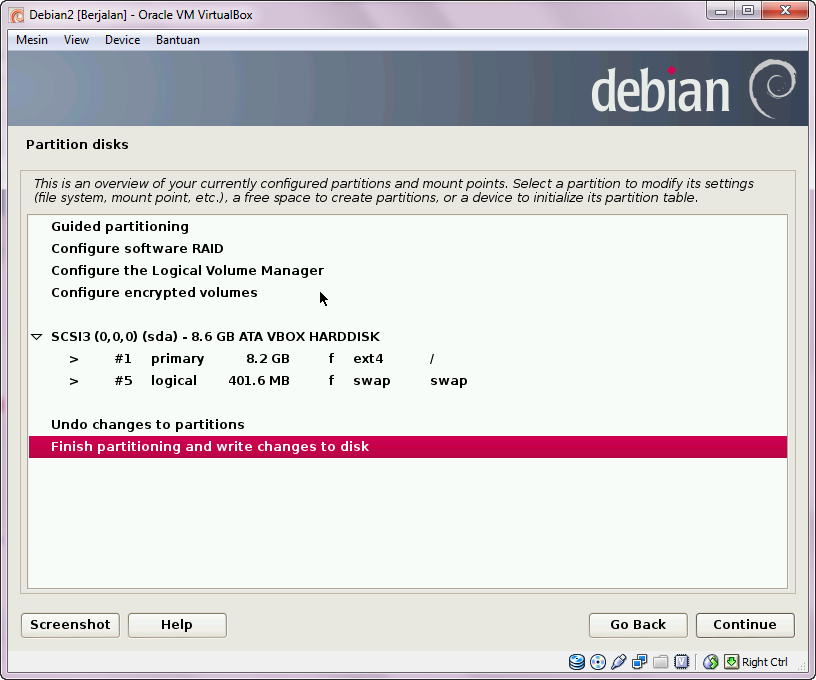 Debian2 [Berjalan] - Oracle VM VirtualBox
Mesin View Device Bantuan
debian
Partition disks
This is an overview of your currently configured partitions and mount points. Select a partition to modify its settings
(file system, mount point, etc.), a free space to create partitions, or a device to initialize its partition table.
Guided partitioning
Configure software RAID
Configure the Logical Volume Manager
Configure encrypted volumes
SCSI3 (0,0,0) (sda) - 8.6 GB ATA VBOX HARDDISK
> #1 primary 8.2 GB f ext4 /
> #5 logical 401.6 MB f swap swap
Undo changes to partitions
Finish partitioning and write changes to disk
Screenshot Help Go Back Continue
Right Ctrl